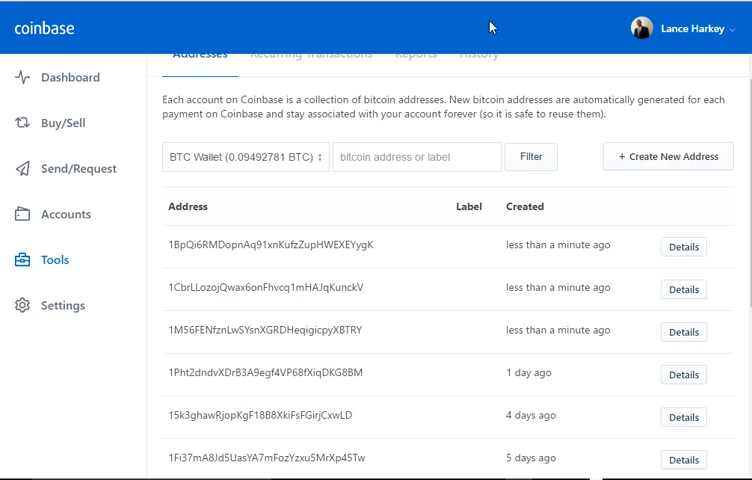 coinbase
Lance Harkey
Addresses Recurring Transactions Reports History
Dashboard
Buy/Sell
Send/Request
Accounts
Tools
Settings
Each account on Coinbase is a collection of bitcoin addresses. New bitcoin addresses are automatically generated for each
payment on Coinbase and stay associated with your account forever (so it is safe to reuse them).
BTC Wallet (0.09492781 BTC) bitcoin address or label Filter + Create New Address
Address Label Created
1BpQi6RMDopnAq91xnKufzZupHWEXEYygK less than a minute ago Details
1CbrLLozojQwax6onFhvcq1mHAJqKunckV less than a minute ago Details
1M56FENfznLwSYsnXGRDHeqigicpyXBTRY less than a minute ago Details
1Pht2dndvXDrB3A9egf4VP68fXiqDKG8BM 1 day ago Details
15k3ghawRjopKgF18B8XkiFsFGirjCxwLD 4 days ago Details
1Fi37mA8Jd5UasYA7mFozYzxu5MrXp45Tw 5 days ago Details